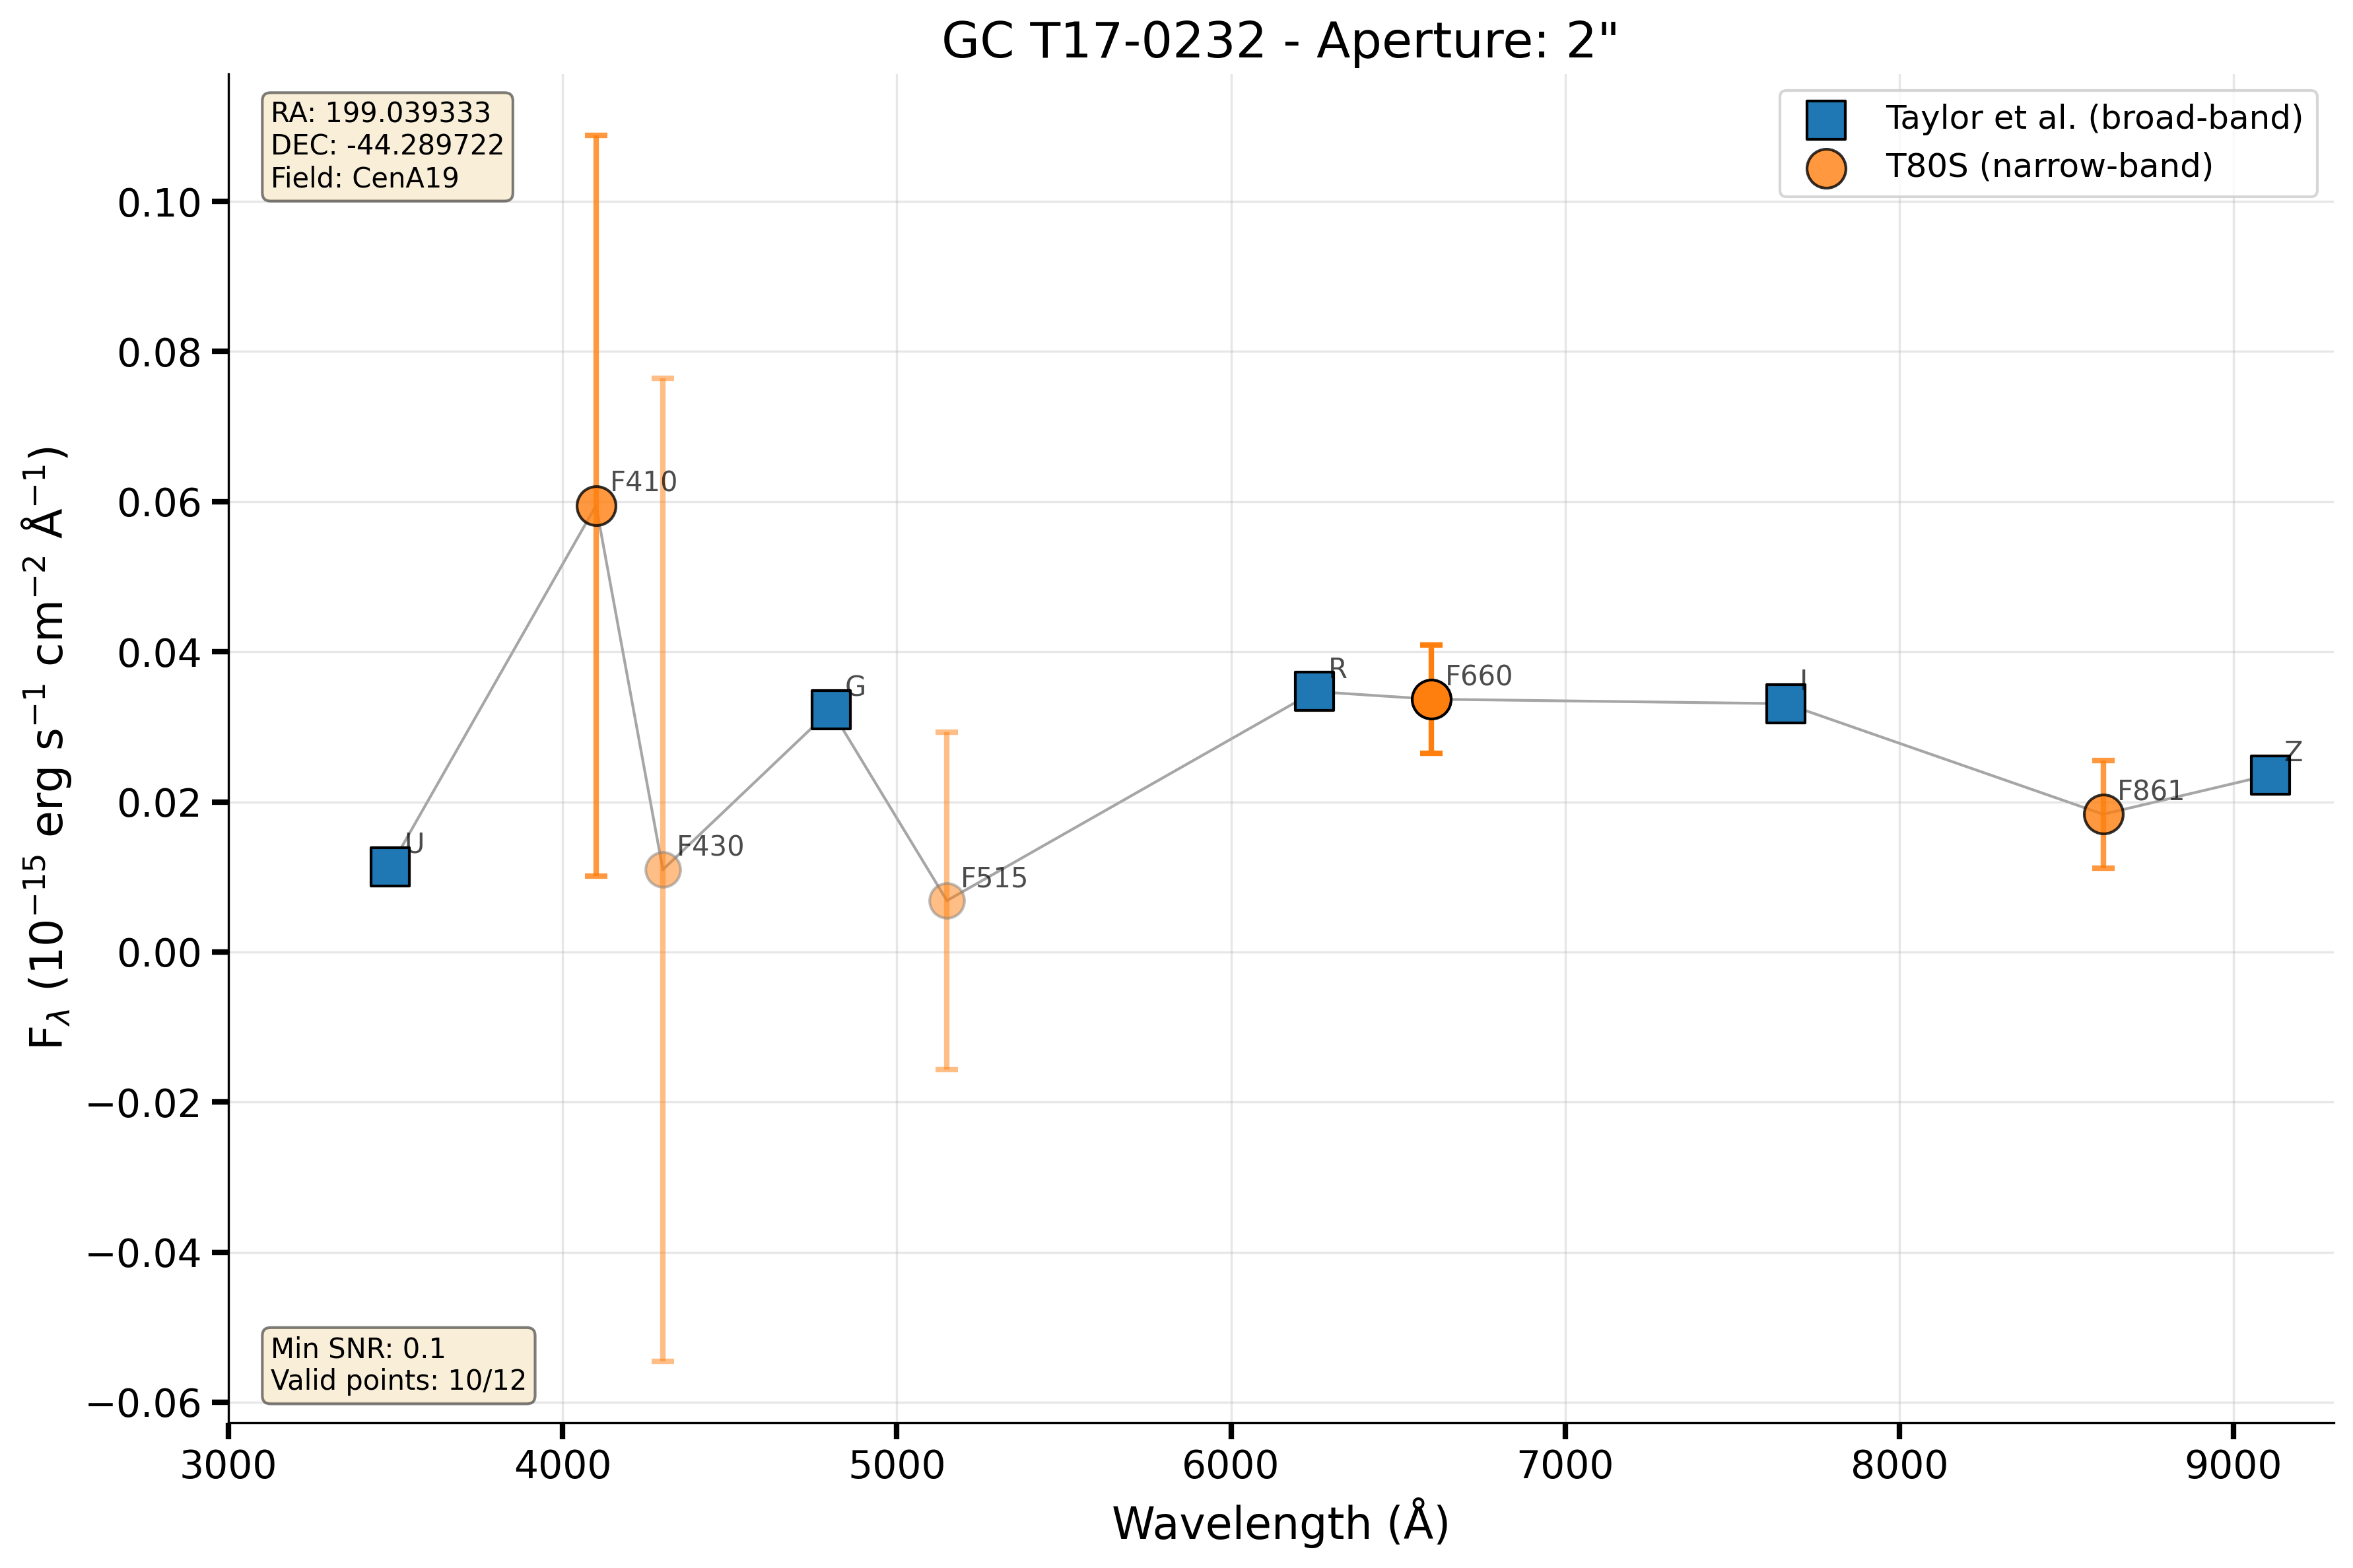 GC T17-0232 - Aperture: 2"
RA: 199.039333
DEC: -44.289722
Field: CenA19
Taylor et al. (broad-band)
T80S (narrow-band)
0.10
0.08
0.06
0.04
0.02
0.00
−0.02
−0.04
−0.06
F410
F430
F515
F660
F861
U
G
R
I
Z
Min SNR: 0.1
Valid points: 10/12
3000 4000 5000 6000 7000 8000 9000
Wavelength (Å)
F_λ (10⁻¹⁵ erg s⁻¹ cm⁻² Å⁻¹)